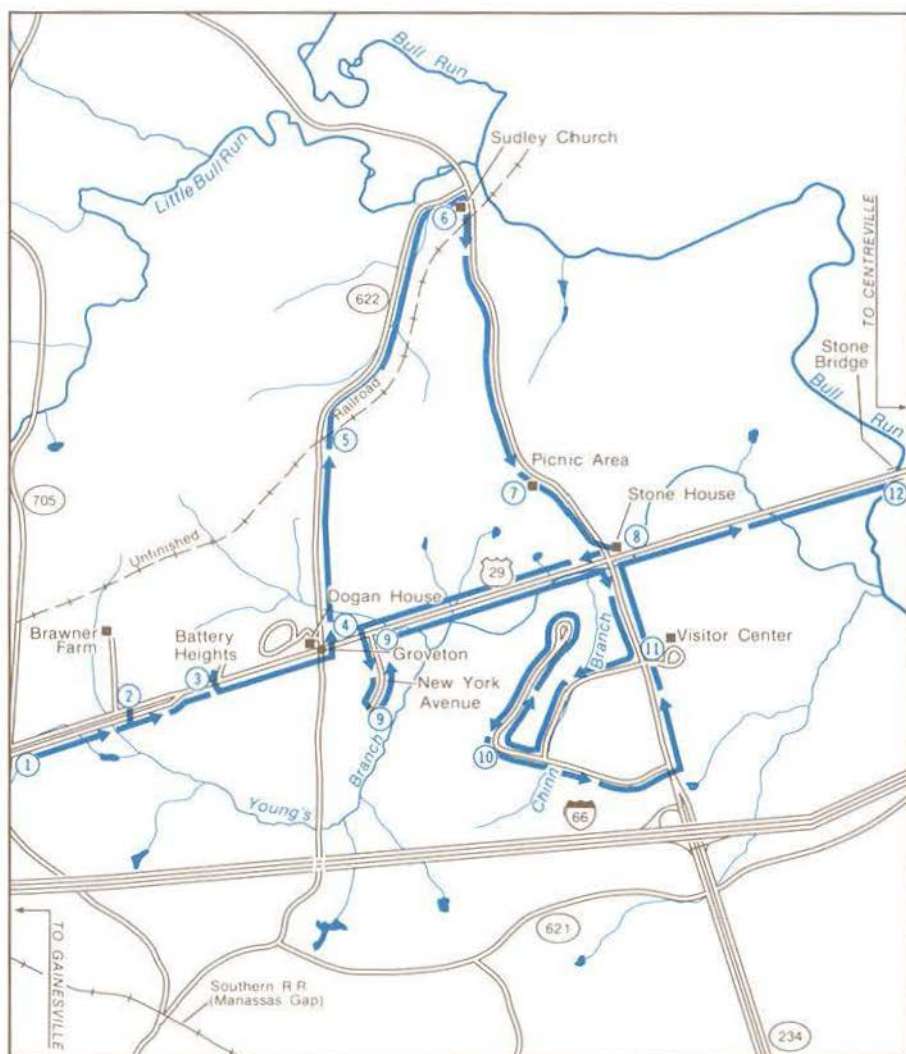 Bull
Run
Sudley Church
Little Bull Run
6
622
TO CENTREVILLE
Stone
Bridge
Bull
Run
Railroad
5
Picnic Area
7
Stone House
705
12
8
Unfinished
29
Dogan House
Brawner
Farm
Battery
Heights
4
9
Groveton
Branch
11
Visitor Center
3
2
New York
Avenue
9
1
10
Branch
Chinn
Young's
66
621
TO GAINESVILLE
Southern R.R.
(Manassas Gap)
234